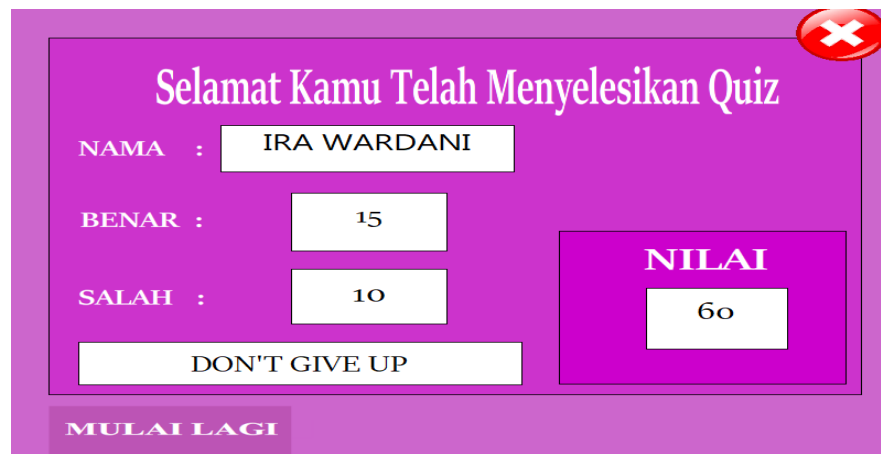 Selamat Kamu Telah Menyelesikan Quiz
NAMA : IRA WARDANI
BENAR : 15
SALAH : 10
NILAI
60
DON'T GIVE UP
MULAI LAGI